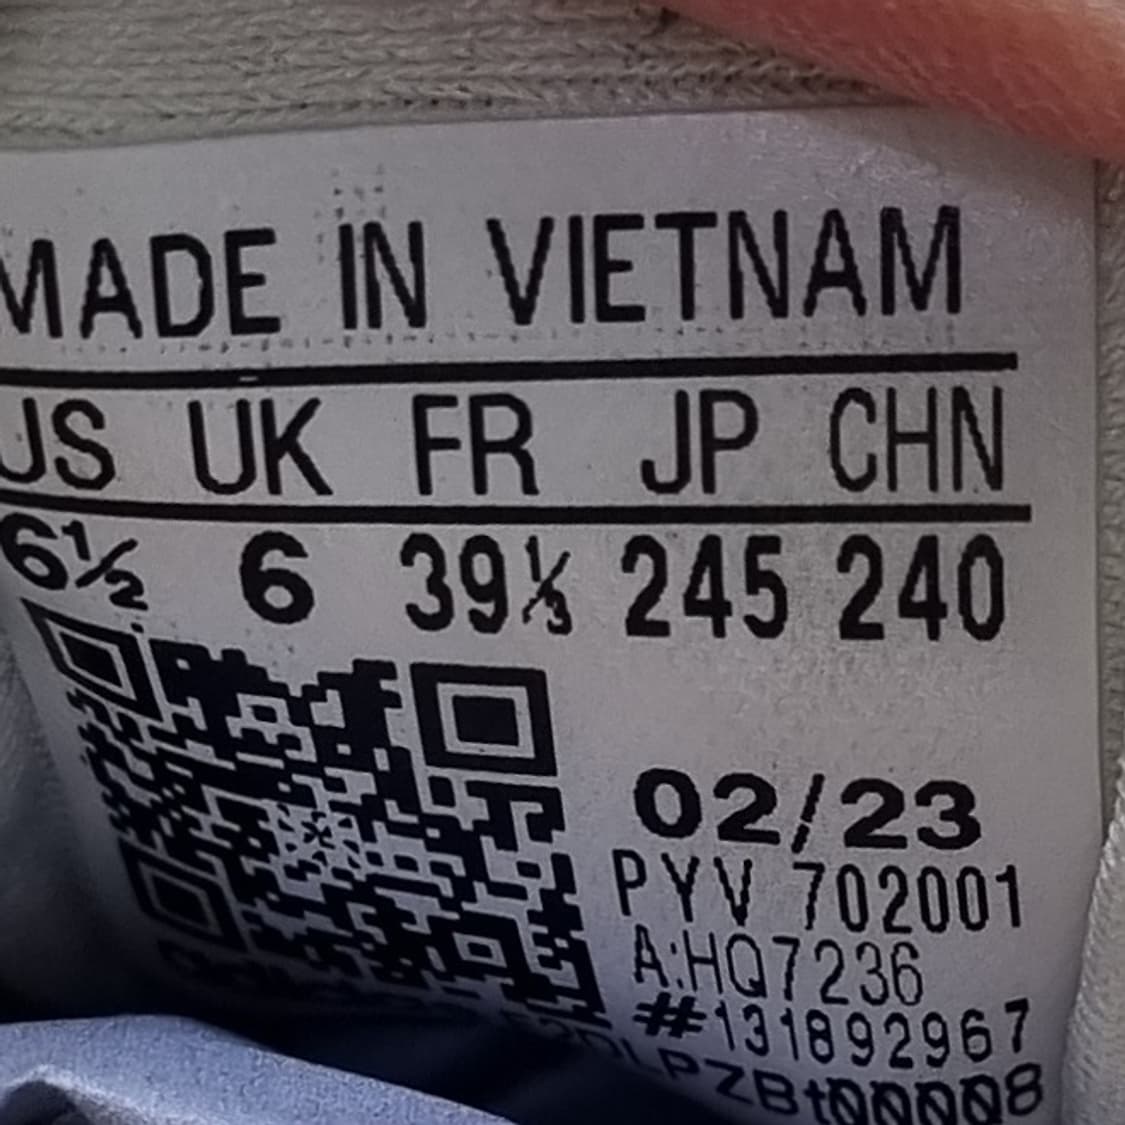 MADE IN VIETNAM
US UK FR JP CHN
6½ 6 39⅓ 245 240
02/23
PYV 702001
A:HQ7236
#131892967
LPZBt00008